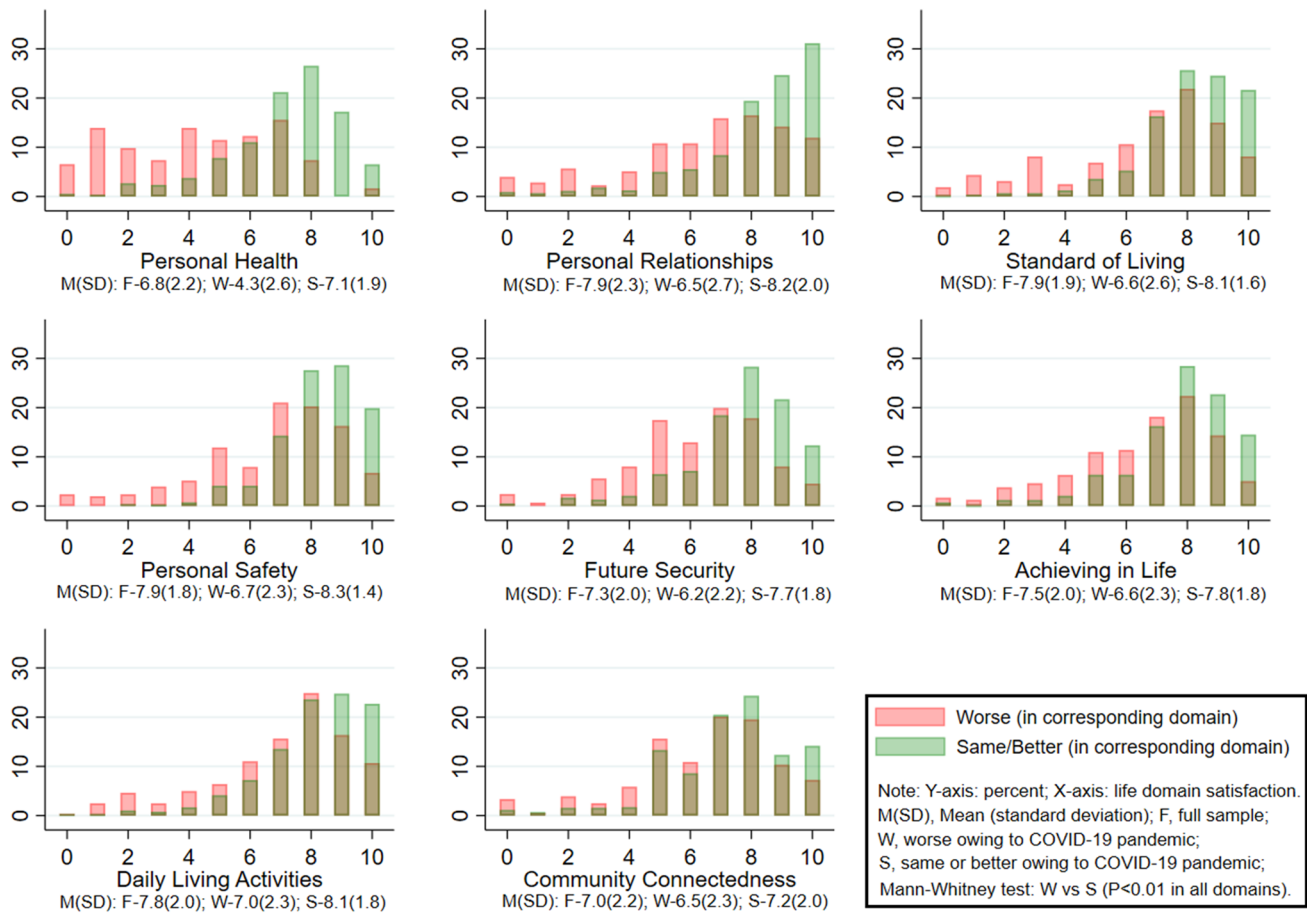 30
20
10
0
0 2 4 6 8 10
Personal Health
M(SD): F-6.8(2.2); W-4.3(2.6); S-7.1(1.9)
30
20
10
0
0 2 4 6 8 10
Personal Relationships
M(SD): F-7.9(2.3); W-6.5(2.7); S-8.2(2.0)
30
20
10
0
0 2 4 6 8 10
Standard of Living
M(SD): F-7.9(1.9); W-6.6(2.6); S-8.1(1.6)
30
20
10
0
0 2 4 6 8 10
Personal Safety
M(SD): F-7.9(1.8); W-6.7(2.3); S-8.3(1.4)
30
20
10
0
0 2 4 6 8 10
Future Security
M(SD): F-7.3(2.0); W-6.2(2.2); S-7.7(1.8)
30
20
10
0
0 2 4 6 8 10
Achieving in Life
M(SD): F-7.5(2.0); W-6.6(2.3); S-7.8(1.8)
30
20
10
0
0 2 4 6 8 10
Daily Living Activities
M(SD): F-7.8(2.0); W-7.0(2.3); S-8.1(1.8)
30
20
10
0
0 2 4 6 8 10
Community Connectedness
M(SD): F-7.0(2.2); W-6.5(2.3); S-7.2(2.0)
Worse (in corresponding domain)
Same/Better (in corresponding domain)
Note: Y-axis: percent; X-axis: life domain satisfaction.
M(SD), Mean (standard deviation); F, full sample;
W, worse owing to COVID-19 pandemic;
S, same or better owing to COVID-19 pandemic;
Mann-Whitney test: W vs S (P<0.01 in all domains).